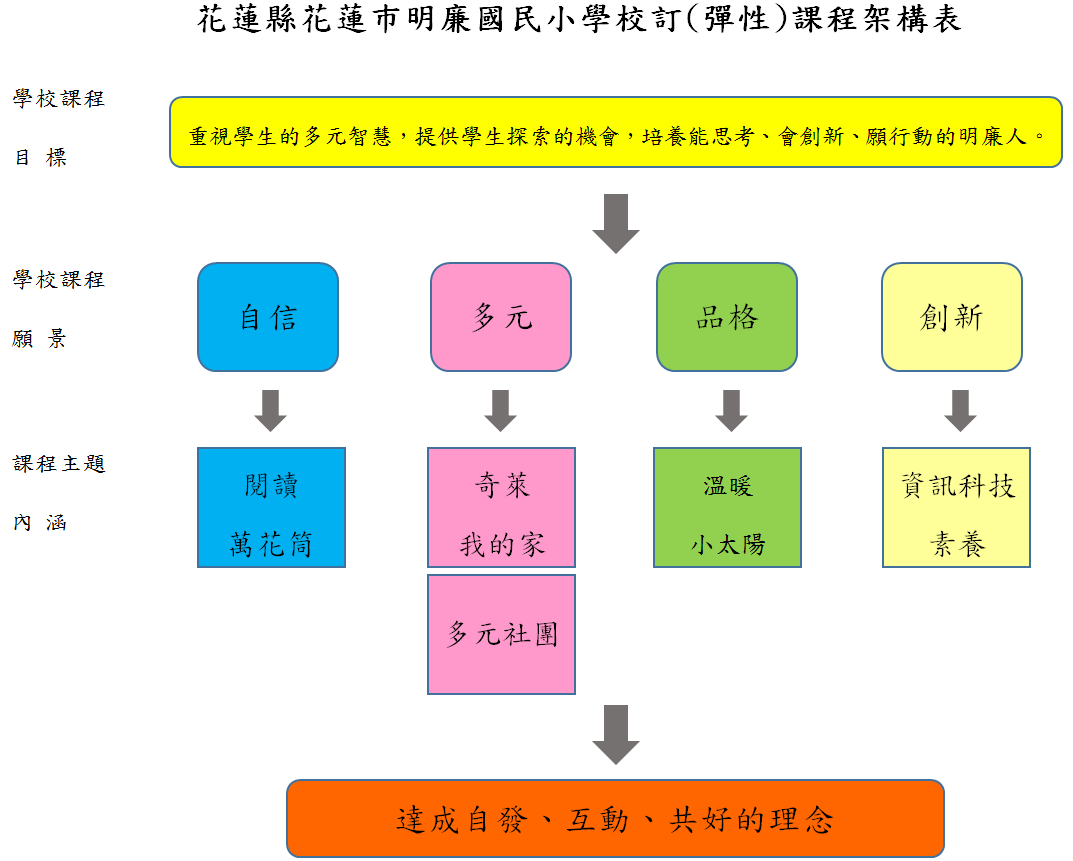 花蓮縣花蓮市明廉國民小學校訂(彈性)課程架構表
學校課程
目 標
重視學生的多元智慧，提供學生探索的機會，培養能思考、會創新、願行動的明廉人。
學校課程
願 景
自信
多元
品格
創新
課程主題
內 涵
閱讀
萬花筒
奇萊
我的家
溫暖
小太陽
資訊科技
素養
多元社團
達成自發、互動、共好的理念